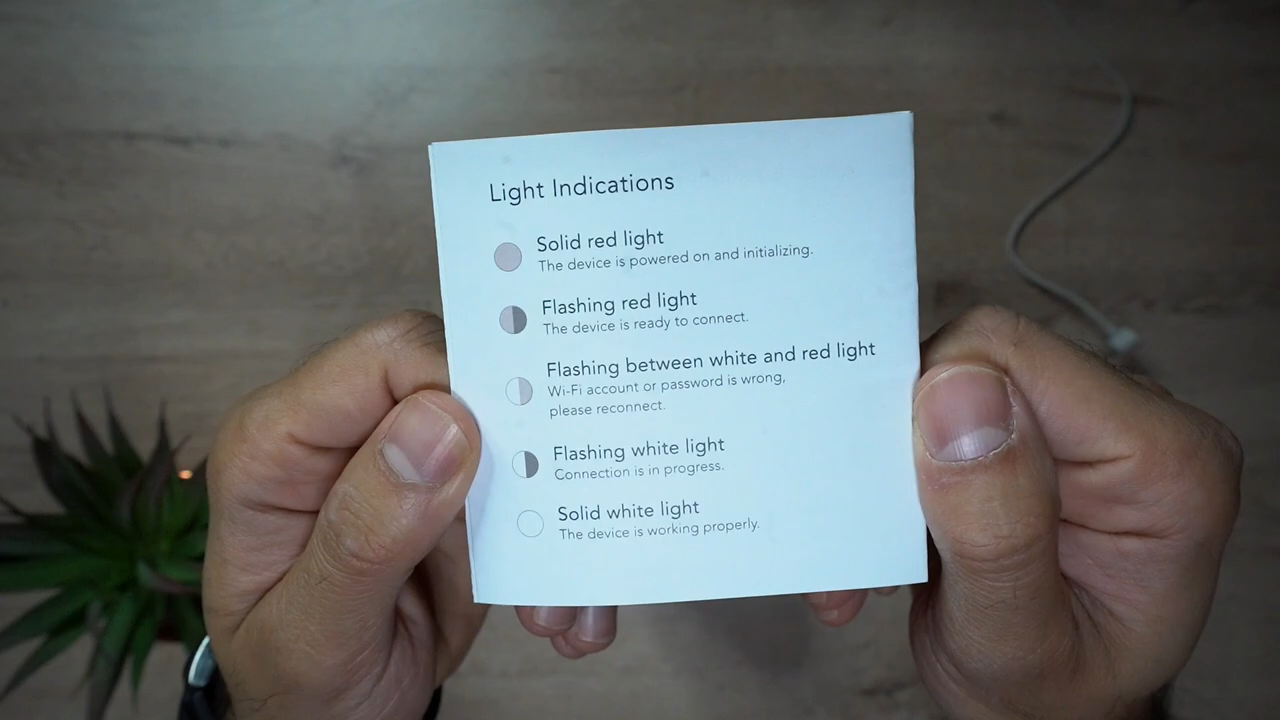 Light Indications
Solid red light
The device is powered on and initializing.
Flashing red light
The device is ready to connect.
Flashing between white and red light
Wi-Fi account or password is wrong,
please reconnect.
Flashing white light
Connection is in progress.
Solid white light
The device is working properly.